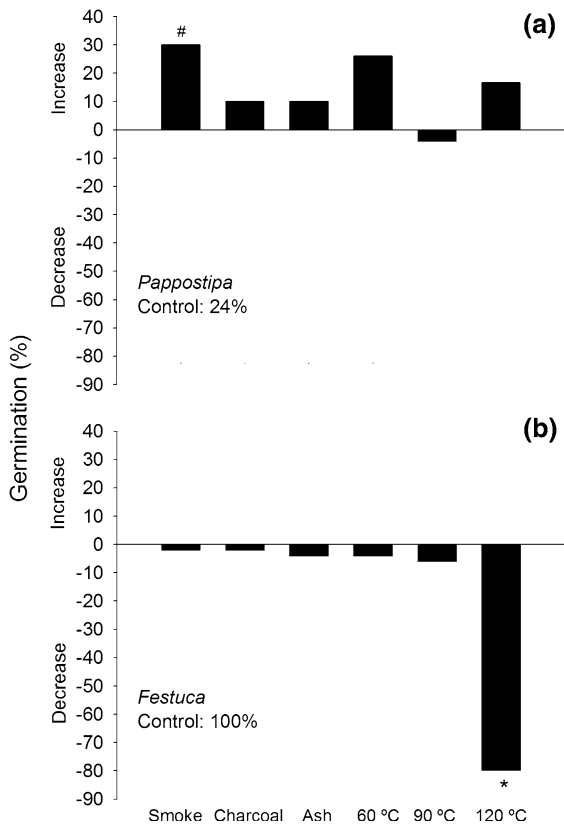 (a)
#
40
30
20
10
0
-10
-20
-30
-40
-50
-60
-70
-80
-90
Increase
Decrease
Pappostipa
Control: 24%
Germination (%)
(b)
40
30
20
10
0
-10
-20
-30
-40
-50
-60
-70
-80
-90
Increase
Decrease
Festuca
Control: 100%
*
Smoke Charcoal Ash 60 ºC 90 ºC 120 ºC